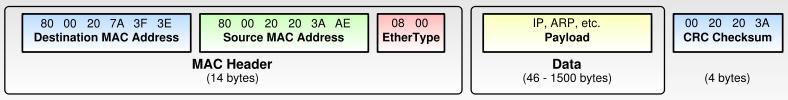 80 00 20 7A 3F 3E
Destination MAC Address
80 00 20 20 3A AE
Source MAC Address
08 00
EtherType
IP, ARP, etc.
Payload
00 20 20 3A
CRC Checksum
MAC Header
(14 bytes)
Data
(46 - 1500 bytes)
(4 bytes)